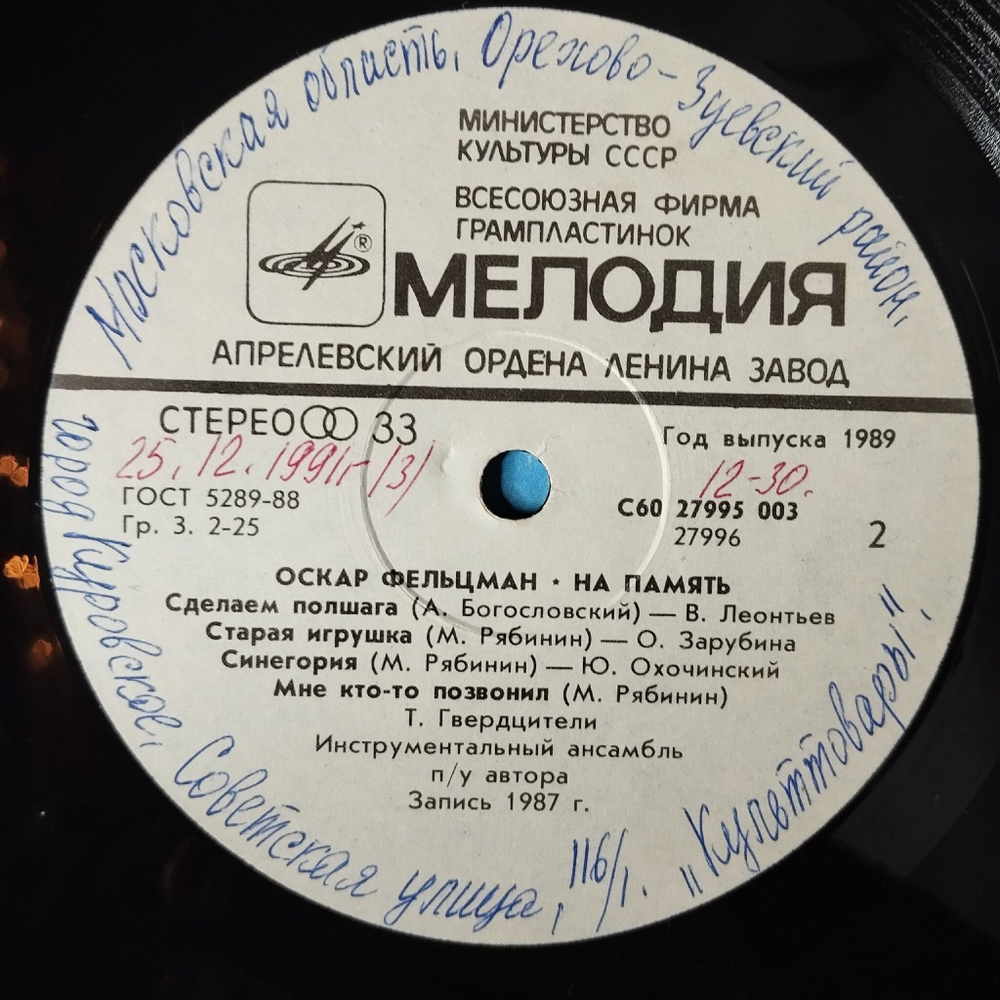 Московская область, Орехово-Зуевский район,
город Куровское,
Советская улица, 116/1. "Культтовары".
МИНИСТЕРСТВО
КУЛЬТУРЫ СССР
ВСЕСОЮЗНАЯ ФИРМА
ГРАМПЛАСТИНОК
®
МЕЛОДИЯ
АПРЕЛЕВСКИЙ ОРДЕНА ЛЕНИНА ЗАВОД
СТЕРЕО 33
25.12.1991г (3)
ГОСТ 5289-88
Гр. 3. 2-25
Год выпуска 1989
12-30.
С60 27995 003
27996
2
ОСКАР ФЕЛЬЦМАН • НА ПАМЯТЬ
Сделаем полшага (А. Богословский) — В. Леонтьев
Старая игрушка (М. Рябинин) — О. Зарубина
Синегория (М. Рябинин) — Ю. Охочинский
Мне кто-то позвонил (М. Рябинин)
Т. Гвердцители
Инструментальный ансамбль
п/у автора
Запись 1987 г.